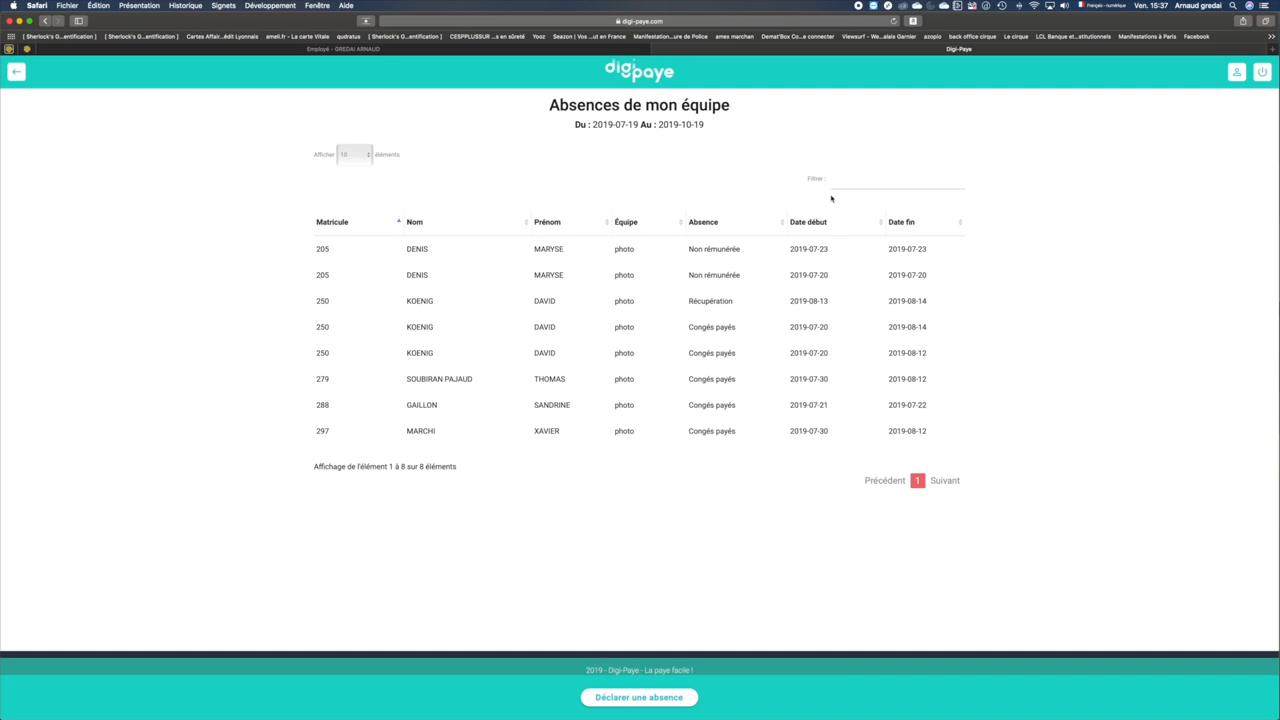 Safari Fichier Édition Présentation Historique Signets Développement Fenêtre Aide Français - numérique Ven. 15:37 Arnaud gredai
digi-paye.com
[ Sherlock's G...entification ] [ Sherlock's G...entification ] Cartes Affair...édit Lyonnais ameli.fr - La carte Vitale qudratus [ Sherlock's G...entification ] CESPPLUSSUR ...s en sûreté Yooz Seazon | Vos ...ut en France Manifestation...ure de Police ames marchan Demat'Box Co...e connecter Viewsurf - We...alais Garnier azopio back office cirque Le cirque LCL Banque et...stitutionnels Manifestations à Paris Facebook
Employé - GREDAI ARNAUD Digi-Paye
digi paye
Absences de mon équipe
Du : 2019-07-19 Au : 2019-10-19
Afficher 10 éléments
Filtrer :
Matricule Nom Prénom Équipe Absence Date début Date fin
205 DENIS MARYSE photo Non rémunérée 2019-07-23 2019-07-23
205 DENIS MARYSE photo Non rémunérée 2019-07-20 2019-07-20
250 KOENIG DAVID photo Récupération 2019-08-13 2019-08-14
250 KOENIG DAVID photo Congés payés 2019-07-20 2019-08-14
250 KOENIG DAVID photo Congés payés 2019-07-20 2019-08-12
279 SOUBIRAN PAJAUD THOMAS photo Congés payés 2019-07-30 2019-08-12
288 GAILLON SANDRINE photo Congés payés 2019-07-21 2019-07-22
297 MARCHI XAVIER photo Congés payés 2019-07-30 2019-08-12
Affichage de l'élément 1 à 8 sur 8 éléments
Précédent 1 Suivant
2019 - Digi-Paye - La paye facile !
Déclarer une absence